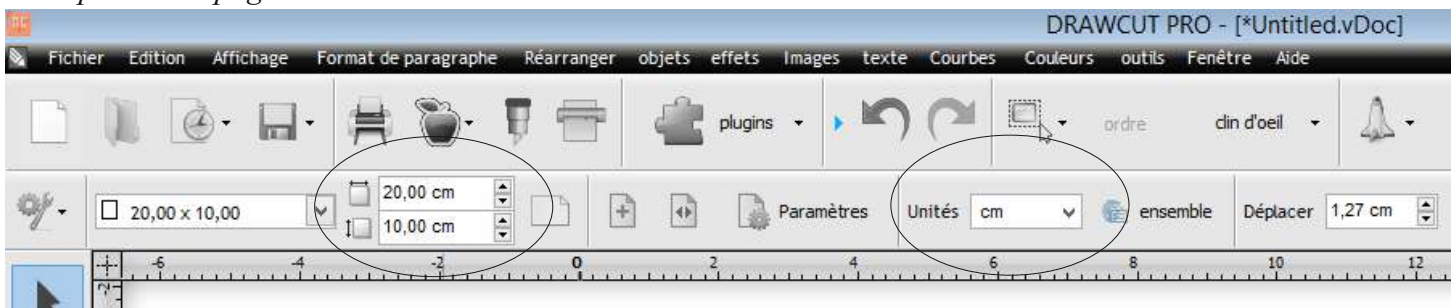 DRAWCUT PRO - [*Untitled.vDoc]
Fichier Edition Affichage Format de paragraphe Réarranger objets effets Images texte Courbes Couleurs outils Fenêtre Aide
plugins ordre clin d'oeil
20,00 x 10,00 20,00 cm Paramètres Unités cm ensemble Déplacer 1,27 cm
10,00 cm
-6 -4 -2 0 2 4 6 8 10 12
-2